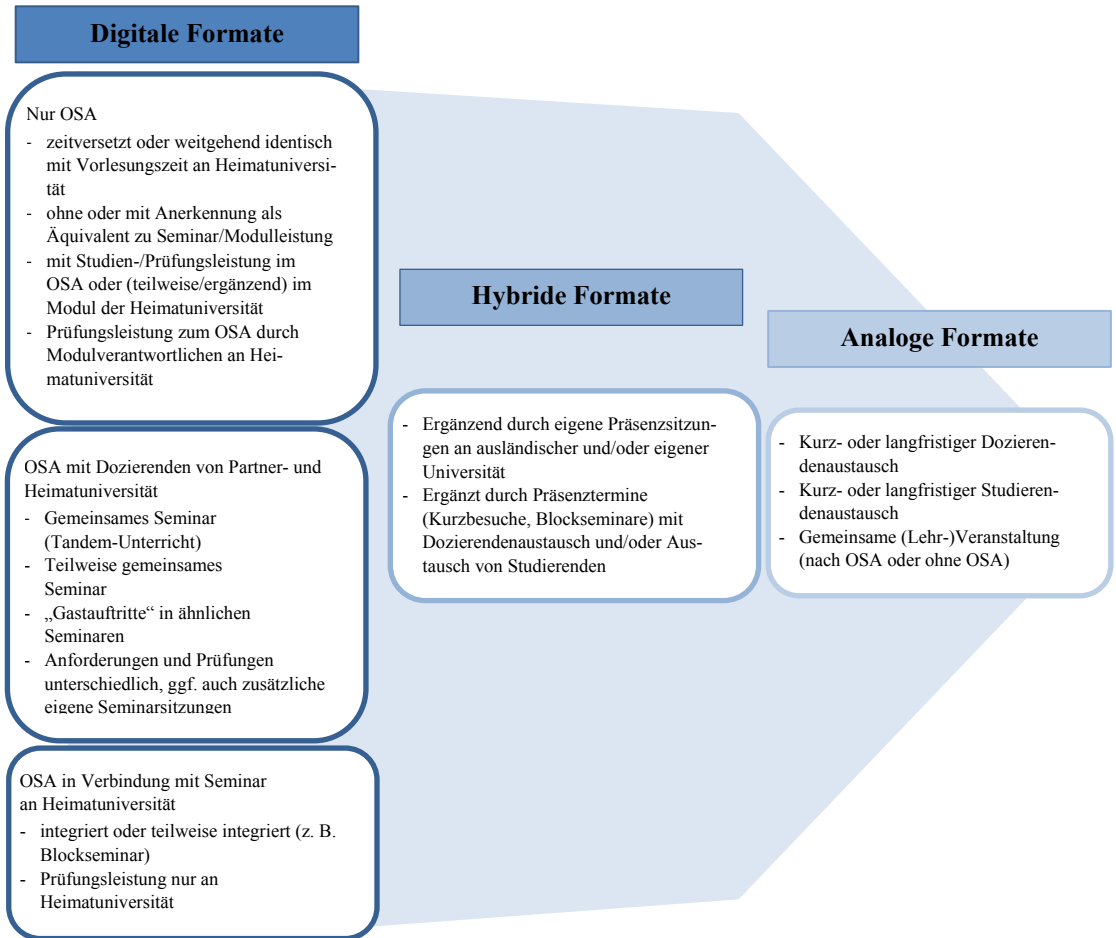 Digitale Formate
Nur OSA
- zeitversetzt oder weitgehend identisch
mit Vorlesungszeit an Heimatuniversi-
tät
- ohne oder mit Anerkennung als
Äquivalent zu Seminar/Modulleistung
- mit Studien-/Prüfungsleistung im
OSA oder (teilweise/ergänzend) im
Modul der Heimatuniversität
- Prüfungsleistung zum OSA durch
Modulverantwortlichen an Hei-
matuniversität
OSA mit Dozierenden von Partner- und
Heimatuniversität
- Gemeinsames Seminar
(Tandem-Unterricht)
- Teilweise gemeinsames
Seminar
- „Gastauftritte“ in ähnlichen
Seminaren
- Anforderungen und Prüfungen
unterschiedlich, ggf. auch zusätzliche
eigene Seminarsitzungen
OSA in Verbindung mit Seminar
an Heimatuniversität
- integriert oder teilweise integriert (z. B.
Blockseminar)
- Prüfungsleistung nur an
Heimatuniversität
Hybride Formate
- Ergänzend durch eigene Präsenzsitzun-
gen an ausländischer und/oder eigener
Universität
- Ergänzt durch Präsenztermine
(Kurzbesuche, Blockseminare) mit
Dozierendenaustausch und/oder Aus-
tausch von Studierenden
Analoge Formate
- Kurz- oder langfristiger Dozieren-
denaustausch
- Kurz- oder langfristiger Studieren-
denaustausch
- Gemeinsame (Lehr-)Veranstaltung
(nach OSA oder ohne OSA)